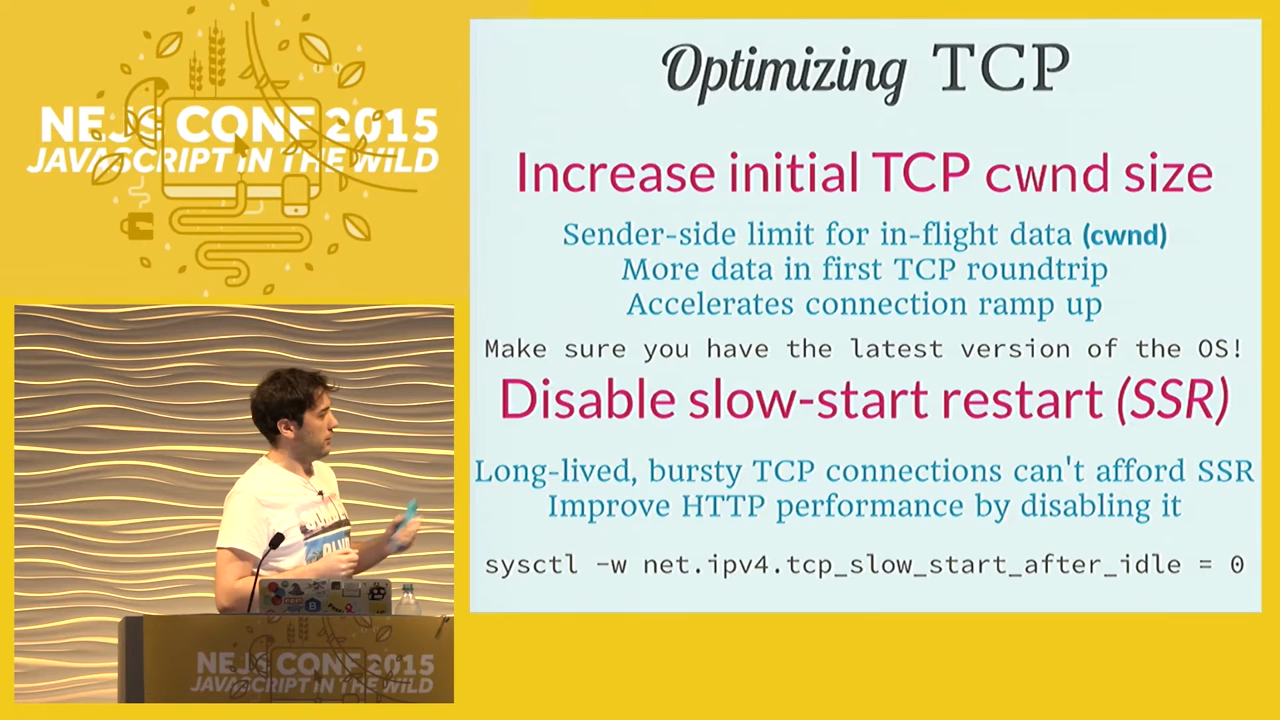 NEJS CONF 2015
JAVASCRIPT IN THE WILD
Optimizing TCP
Increase initial TCP cwnd size
Sender-side limit for in-flight data (cwnd)
More data in first TCP roundtrip
Accelerates connection ramp up
Make sure you have the latest version of the OS!
Disable slow-start restart (SSR)
Long-lived, bursty TCP connections can't afford SSR
Improve HTTP performance by disabling it
sysctl -w net.ipv4.tcp_slow_start_after_idle = 0
NEJS CONF 2015
JAVASCRIPT IN THE WILD